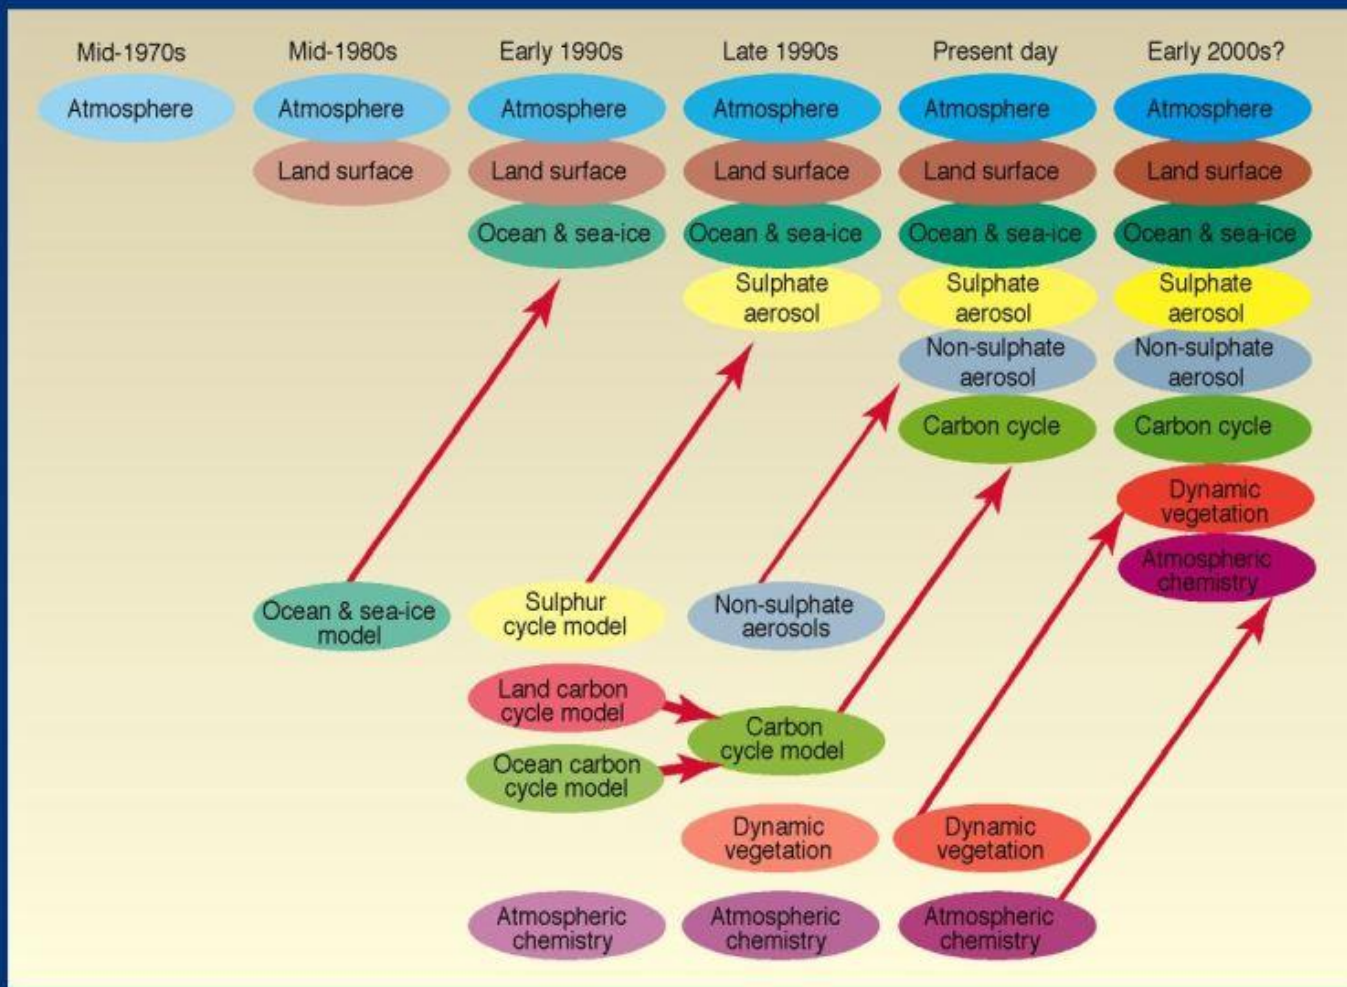 Mid-1970s
Mid-1980s
Early 1990s
Late 1990s
Present day
Early 2000s?
Atmosphere
Atmosphere
Atmosphere
Atmosphere
Atmosphere
Atmosphere
Land surface
Land surface
Land surface
Land surface
Land surface
Ocean & sea-ice
Ocean & sea-ice
Ocean & sea-ice
Ocean & sea-ice
Sulphate
aerosol
Sulphate
aerosol
Sulphate
aerosol
Non-sulphate
aerosol
Non-sulphate
aerosol
Carbon cycle
Carbon cycle
Dynamic
vegetation
Atmospheric
chemistry
Ocean & sea-ice
model
Sulphur
cycle model
Non-sulphate
aerosols
Land carbon
cycle model
Carbon
cycle model
Ocean carbon
cycle model
Dynamic
vegetation
Dynamic
vegetation
Atmospheric
chemistry
Atmospheric
chemistry
Atmospheric
chemistry